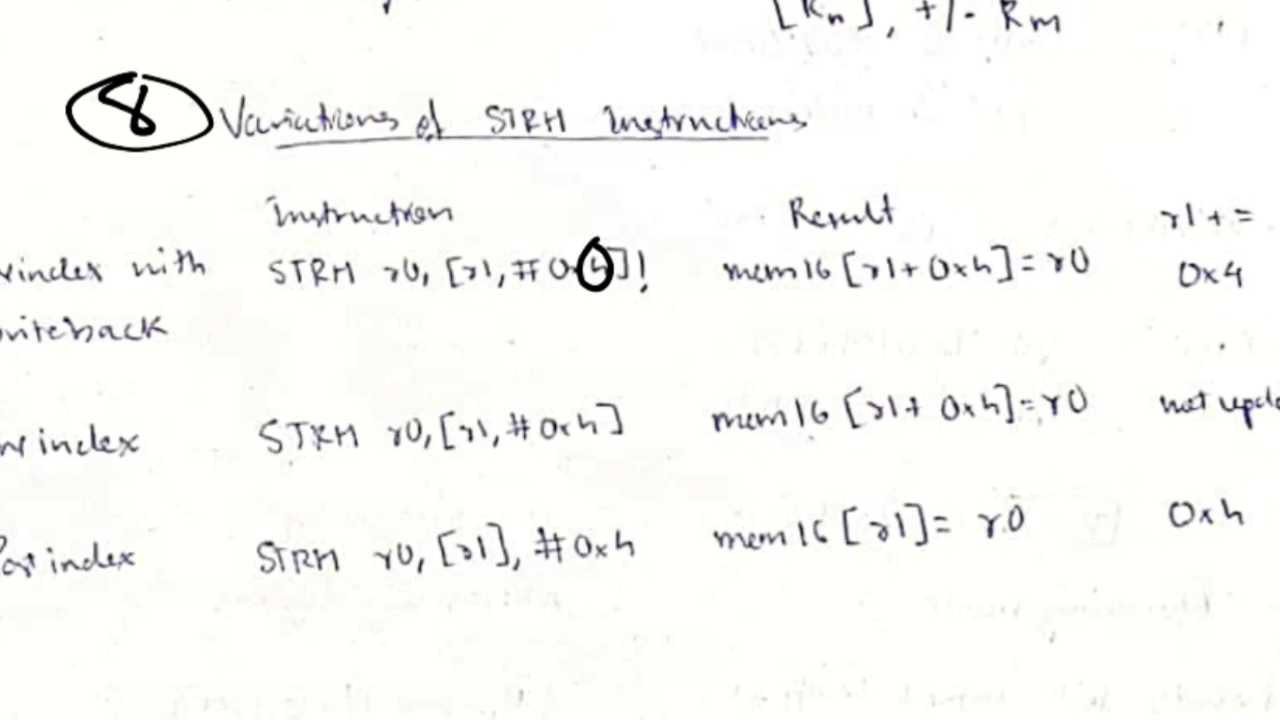 [Rn], +/- Rm
8 Variations of STRH Instructions
Instruction Result r1 + =
STRH r0, [r1, #0x4]! mem16 [r1+0x4] = r0 0x4
index with
writeback
index STRH r0, [r1, #0x4] mem16 [r1+ 0x4] = r0 not upda
Post index STRH r0, [r1], #0x4 mem16 [r1] = r0 0x4